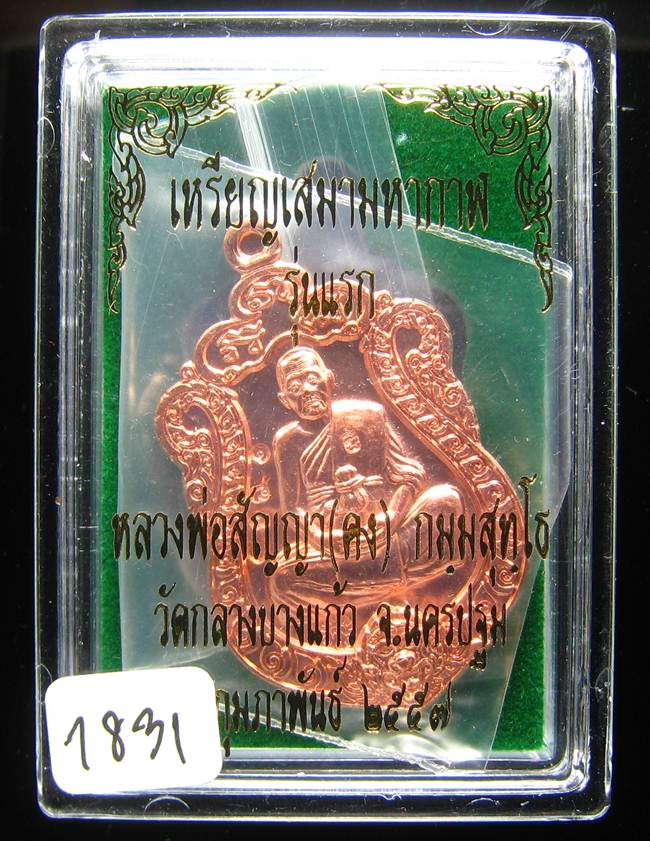 เหรียญเสมามหากาฬ
รุ่นแรก
หลวงพ่อสัญญา(คง) กมฺมสุทฺโธ
วัดกลางบางแก้ว จ.นครปฐม
กุมภาพันธ์ ๒๕๕๗
1831